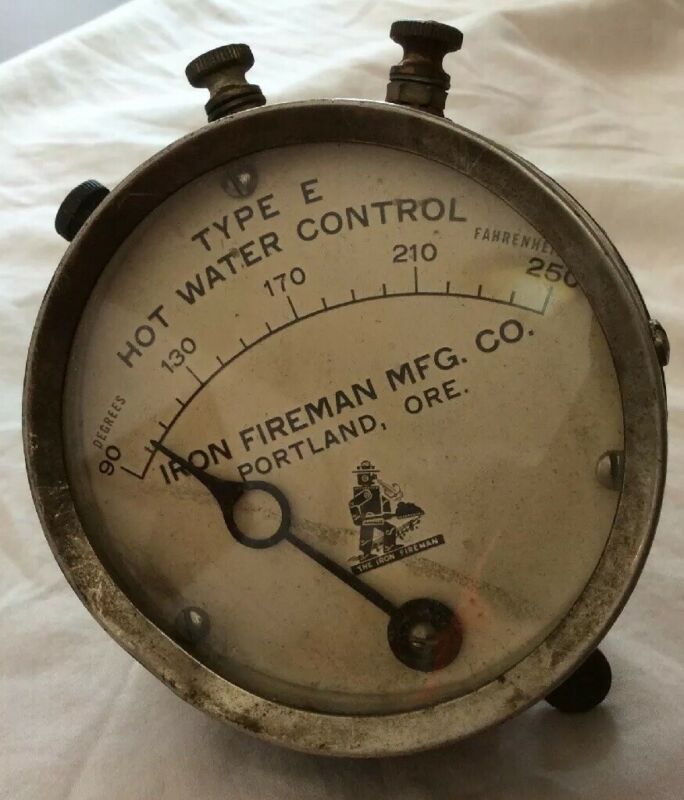 TYPE E
HOT WATER CONTROL
DEGREES
FAHRENHEIT
90 130 170 210 250
IRON FIREMAN MFG. CO.
PORTLAND, ORE.
THE IRON FIREMAN